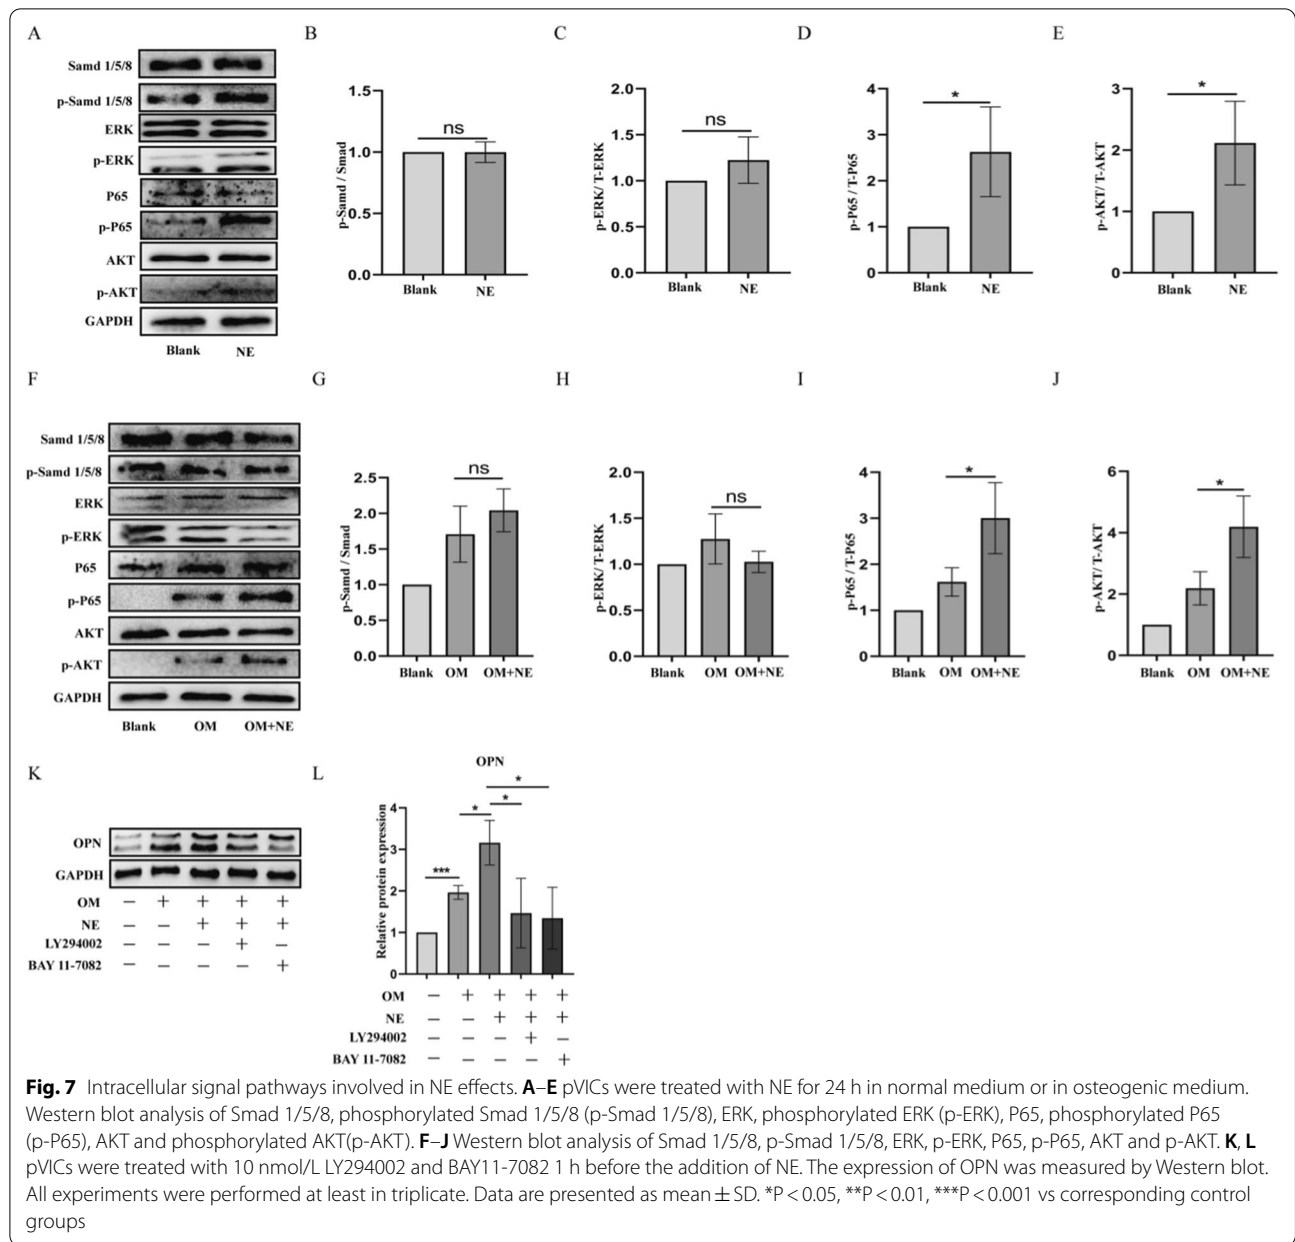 A
Samd 1/5/8
p-Samd 1/5/8
ERK
p-ERK
P65
p-P65
AKT
p-AKT
GAPDH
Blank NE
B
p-Samd / Smad
1.5
1.0
0.5
0.0
ns
Blank NE
C
p-ERK/ T-ERK
2.0
1.5
1.0
0.5
0.0
ns
Blank NE
D
p-P65 / T-P65
4
3
2
1
0
*
Blank NE
E
p-AKT/ T-AKT
3
2
1
0
*
Blank NE
F
Samd 1/5/8
p-Samd 1/5/8
ERK
p-ERK
P65
p-P65
AKT
p-AKT
GAPDH
Blank OM OM+NE
G
p-Samd / Smad
2.5
2.0
1.5
1.0
0.5
0.0
ns
Blank OM OM+NE
H
p-ERK/ T-ERK
2.0
1.5
1.0
0.5
0.0
ns
Blank OM OM+NE
I
p-P65 / T-P65
4
3
2
1
0
*
Blank OM OM+NE
J
p-AKT/ T-AKT
6
4
2
0
*
Blank OM OM+NE
K
OPN
GAPDH
OM − + + + +
NE − − + + +
LY294002 − − − + −
BAY 11-7082 − − − − +
L
OPN
Relative protein expression
4
3
2
1
0
***
*
*
*
OM − + + + +
NE − − + + +
LY294002 − − − + −
BAY 11-7082 − − − − +
Fig. 7 Intracellular signal pathways involved in NE effects. A–E pVICs were treated with NE for 24 h in normal medium or in osteogenic medium.
Western blot analysis of Smad 1/5/8, phosphorylated Smad 1/5/8 (p-Smad 1/5/8), ERK, phosphorylated ERK (p-ERK), P65, phosphorylated P65
(p-P65), AKT and phosphorylated AKT(p-AKT). F–J Western blot analysis of Smad 1/5/8, p-Smad 1/5/8, ERK, p-ERK, P65, p-P65, AKT and p-AKT. K, L
pVICs were treated with 10 nmol/L LY294002 and BAY11-7082 1 h before the addition of NE. The expression of OPN was measured by Western blot.
All experiments were performed at least in triplicate. Data are presented as mean ± SD. *P < 0.05, **P < 0.01, ***P < 0.001 vs corresponding control
groups